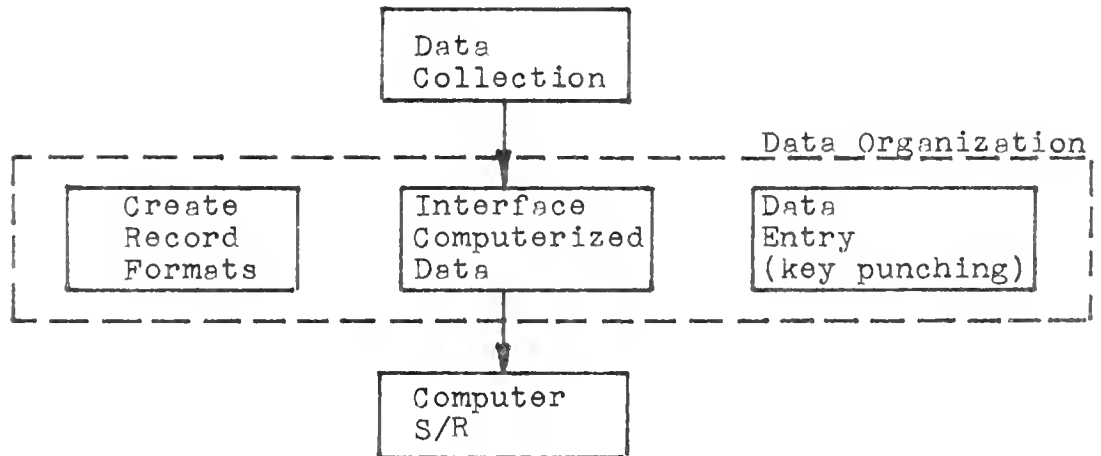 Data
Collection
Data Organization
Create
Record
Formats
Interface
Computerized
Data
Data
Entry
(key punching)
Computer
S/R